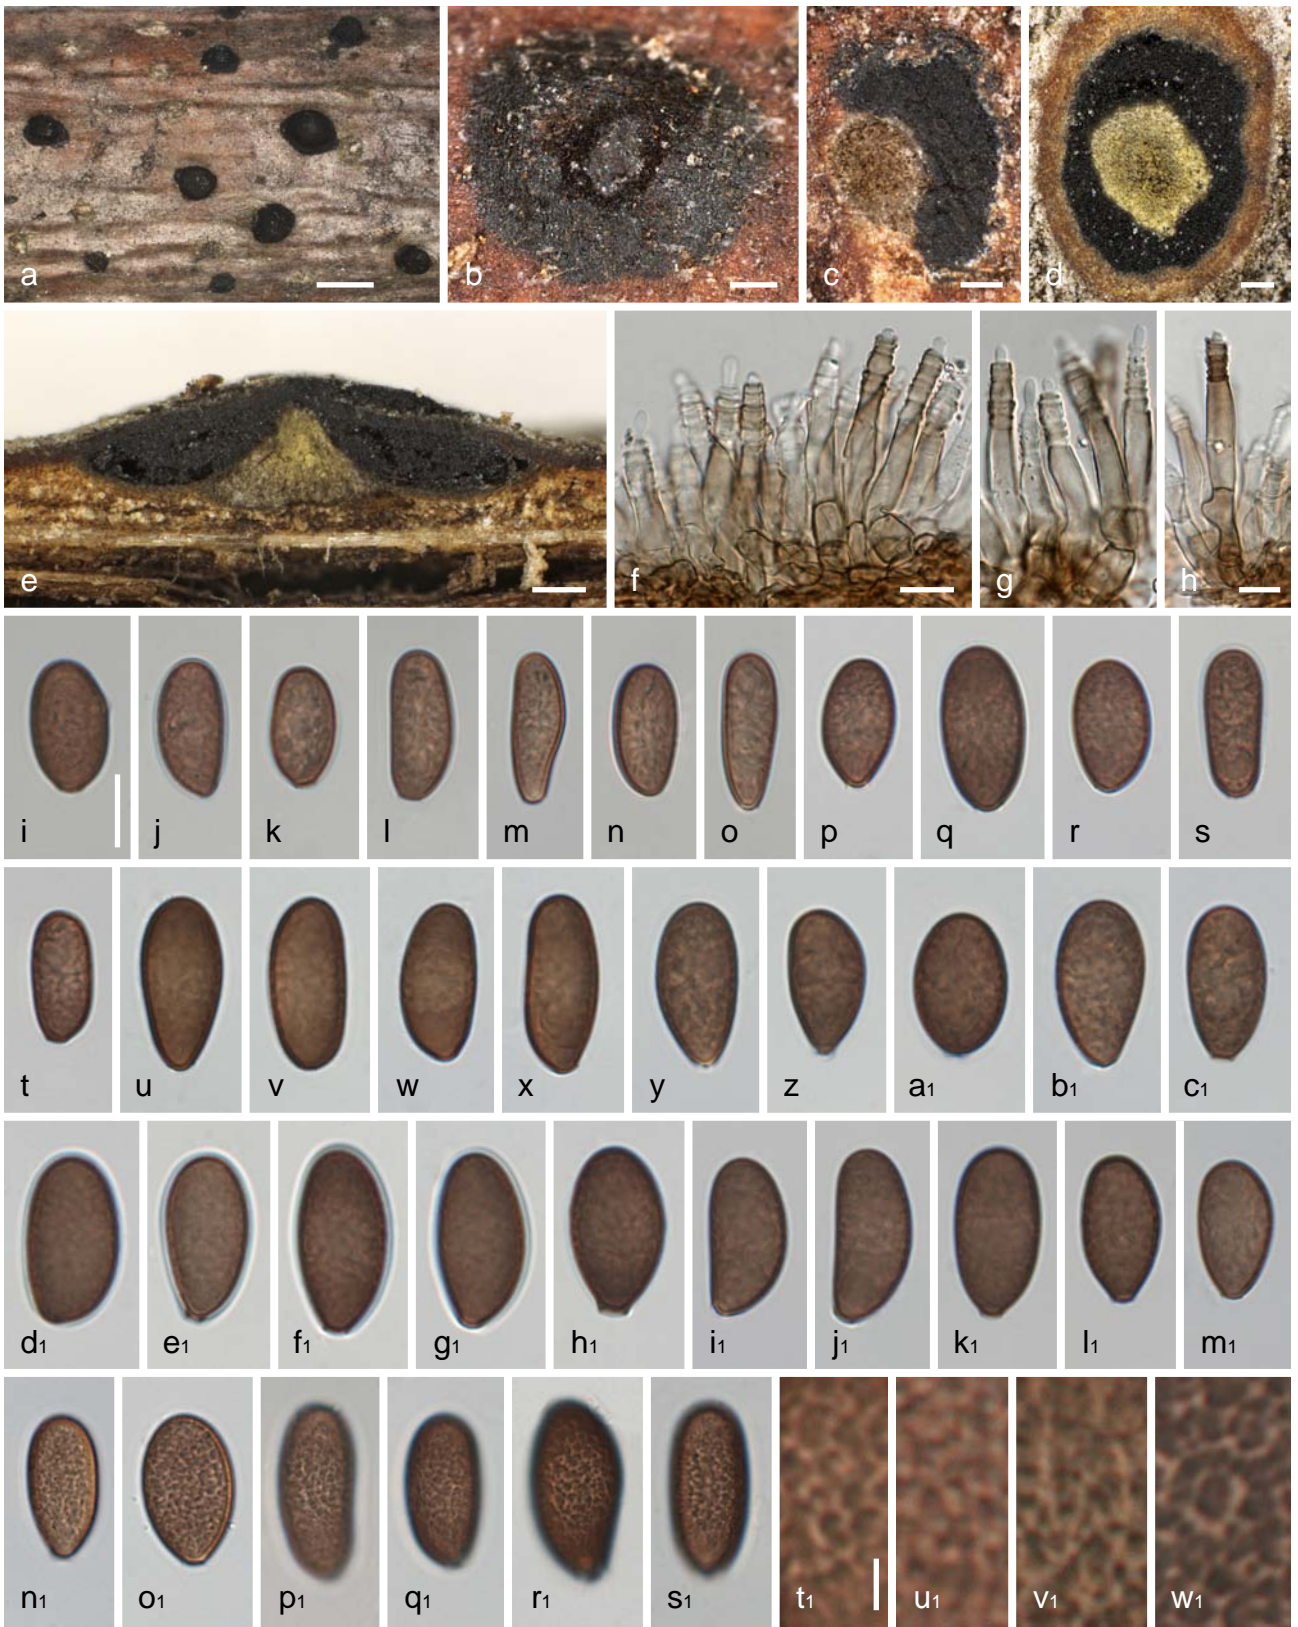 a b c d
e f g h
i j k l m n o p q r s
t u v w x y z a1 b1 c1
d1 e1 f1 g1 h1 i1 j1 k1 l1 m1
n1 o1 p1 q1 r1 s1 t1 u1 v1 w1